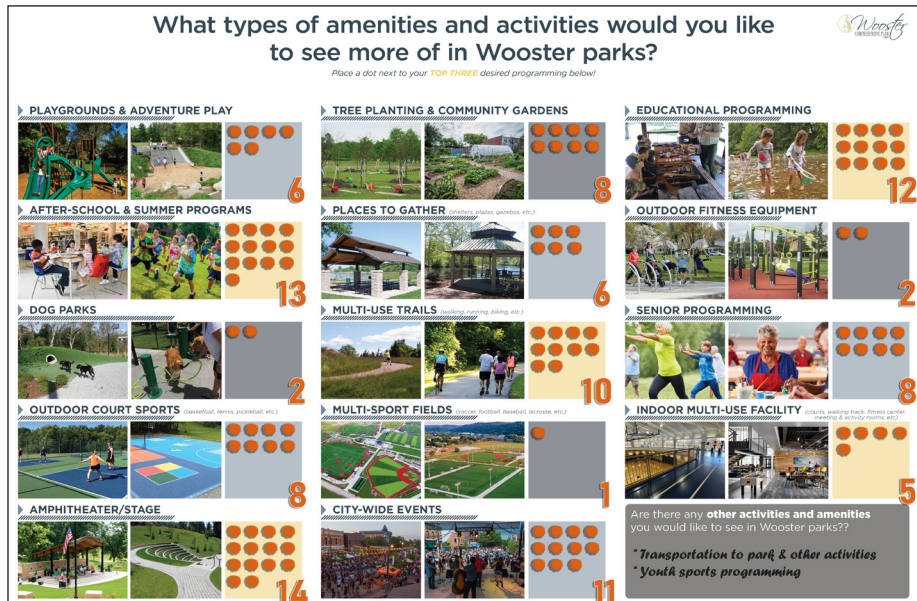 What types of amenities and activities would you like
to see more of in Wooster parks?
Place a dot next to your TOP THREE desired programming below!
Wooster
COMPREHENSIVE PLAN
PLAYGROUNDS & ADVENTURE PLAY
6
TREE PLANTING & COMMUNITY GARDENS
8
EDUCATIONAL PROGRAMMING
12
AFTER-SCHOOL & SUMMER PROGRAMS
13
PLACES TO GATHER (shelters, plazas, gazebos, etc.)
6
OUTDOOR FITNESS EQUIPMENT
2
DOG PARKS
2
MULTI-USE TRAILS (walking, running, biking, etc.)
10
SENIOR PROGRAMMING
8
OUTDOOR COURT SPORTS (basketball, tennis, pickleball, etc.)
8
MULTI-SPORT FIELDS (soccer, football, baseball, lacrosse, etc.)
1
INDOOR MULTI-USE FACILITY (courts, walking track, fitness center,
meeting & activity rooms, etc)
5
AMPHITHEATER/STAGE
14
CITY-WIDE EVENTS
11
Are there any other activities and amenities
you would like to see in Wooster parks??
* Transportation to park & other activities
* Youth sports programming